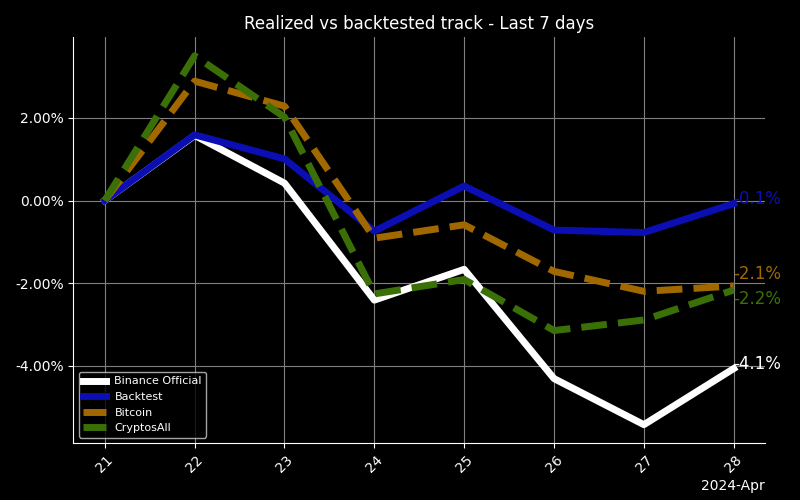 Realized vs backtested track - Last 7 days
2.00%
0.00%
-2.00%
-4.00%
-0.1%
-2.1%
-2.2%
-4.1%
Binance Official
Backtest
Bitcoin
CryptosAll
21
22
23
24
25
26
27
28
2024-Apr